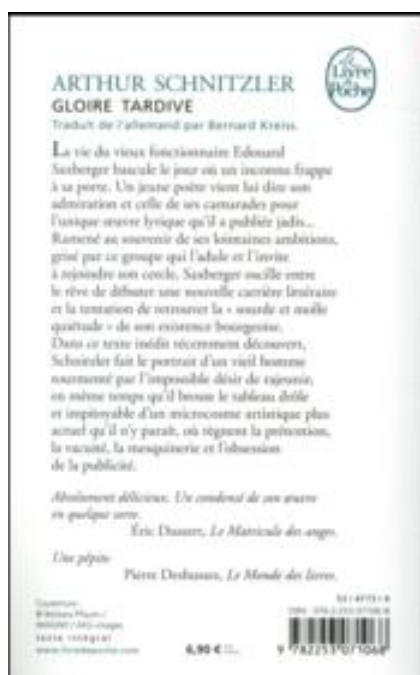 Le Livre de Poche
ARTHUR SCHNITZLER
GLOIRE TARDIVE
Traduit de l'allemand par Bernard Kreiss.
La vie du vieux fonctionnaire Edouard
Saxberger bascule le jour où un inconnu frappe
à sa porte. Un jeune poète vient lui dire son
admiration et celle de ses camarades pour
l'unique œuvre lyrique qu'il a publiée jadis...
Ramené au souvenir de ses lointaines ambitions,
grisé par ce groupe qui l'adule et l'invite
à rejoindre son cercle, Saxberger oscille entre
le rêve de débuter une nouvelle carrière littéraire
et la tentation de retrouver la « sourde et molle
quiétude » de son existence bourgeoise.
Dans ce texte inédit récemment découvert,
Schnitzler fait le portrait d'un vieil homme
tourmenté par l'impossible désir de rajeunir,
en même temps qu'il brosse le tableau drôle
et impitoyable d'un microcosme artistique plus
actuel qu'il n'y paraît, où règnent la prétention,
la vacuité, la mesquinerie et l'obsession
de la publicité.
Absolument délicieux. Un condensé de son œuvre
en quelque sorte.
Éric Dussert, Le Matricule des anges.
Une pépite.
Pierre Deshusses, Le Monde des livres.
Couverture :
texte intégral
www.livredepoche.com
6,90 €
9 782253 071068